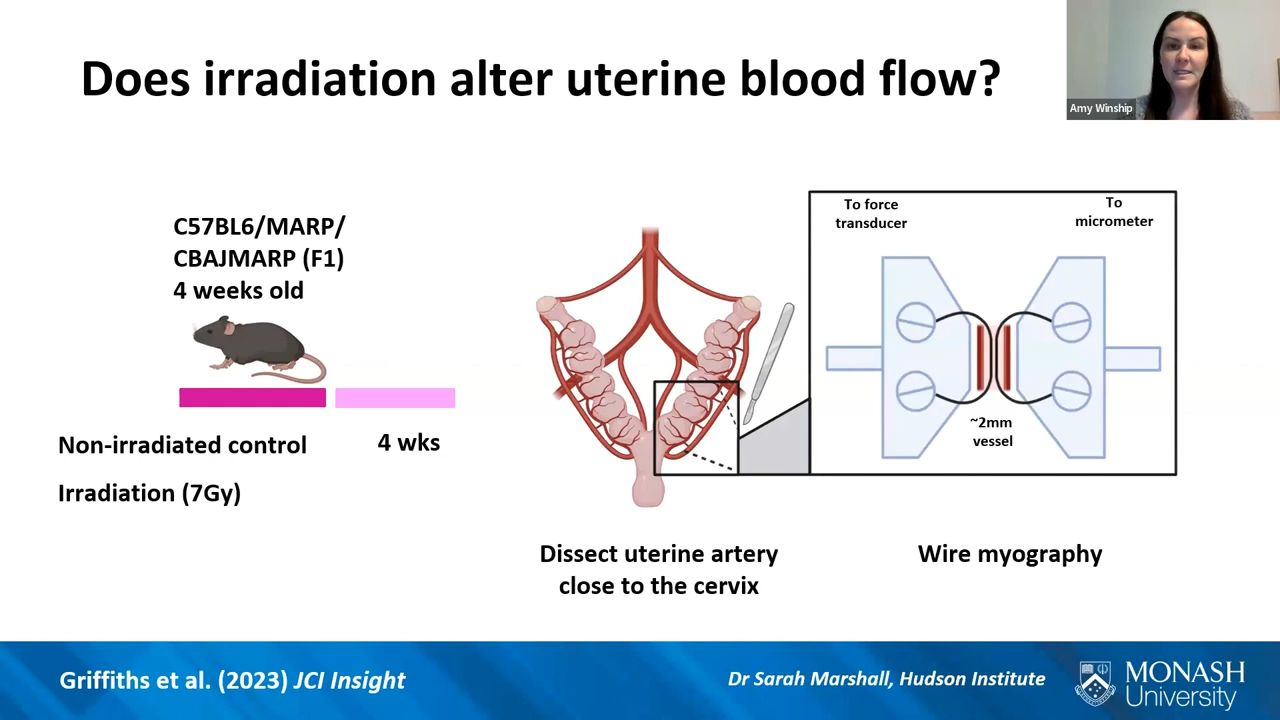 Does irradiation alter uterine blood flow?
Amy Winship
C57BL6/MARP/
CBAJMARP (F1)
4 weeks old
Non-irradiated control
4 wks
Irradiation (7Gy)
To force
transducer
To
micrometer
~2mm
vessel
Dissect uterine artery
close to the cervix
Wire myography
Griffiths et al. (2023) JCI Insight
Dr Sarah Marshall, Hudson Institute
MONASH
University